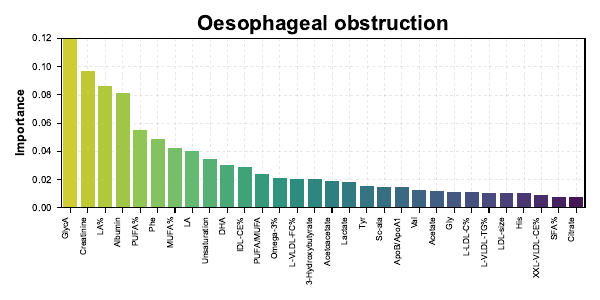 Oesophageal obstruction
Importance
0.12
0.10
0.08
0.06
0.04
0.02
0.00
GlycA
Creatinine
LA%
Albumin
PUFA%
Phe
MUFA%
LA
Unsaturation
DHA
IDL-CE%
PUFA/MUFA
Omega-3%
L-VLDL-FC%
3-Hydroxybutyrate
Acetoacetate
Lactate
Tyr
Sc-ala
ApoB/ApoA1
Val
Acetate
Gly
L-LDL-C%
L-VLDL-TG%
LDL-size
His
XXL-VLDL-CE%
SFA%
Citrate